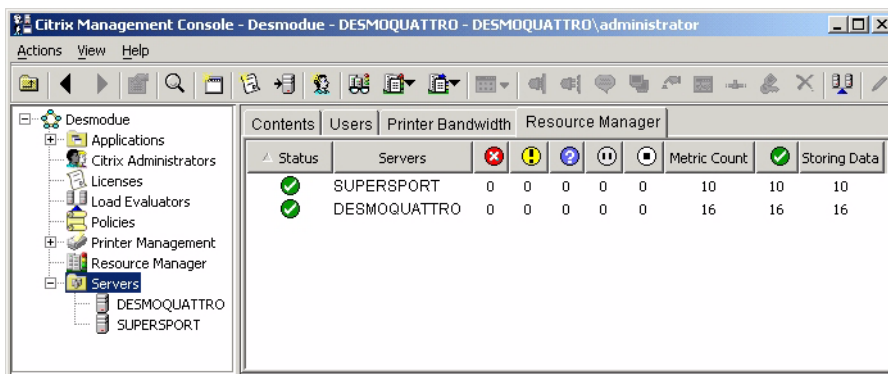 Citrix Management Console - Desmodue - DESMOQUATTRO - DESMOQUATTRO\administrator
Actions View Help
Desmodue
Applications
Citrix Administrators
Licenses
Load Evaluators
Policies
Printer Management
Resource Manager
Servers
DESMOQUATTRO
SUPERSPORT
Contents Users Printer Bandwidth Resource Manager
Status Servers Metric Count Storing Data
SUPERSPORT 0 0 0 0 0 10 10 10
DESMOQUATTRO 0 0 0 0 0 16 16 16